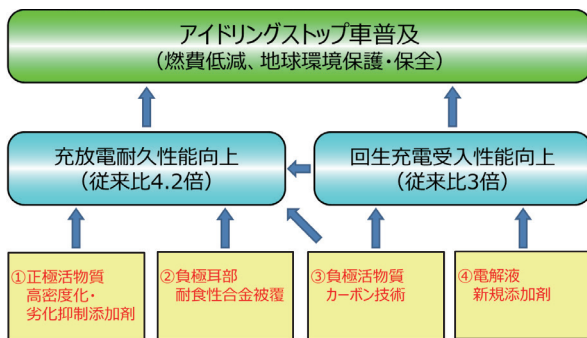 アイドリングストップ車普及
（燃費低減、地球環境保護・保全）
充放電耐久性能向上
（従来比4.2倍）
回生充電受入性能向上
（従来比3倍）
①正極活物質
高密度化・
劣化抑制添加剤
②負極耳部
耐食性合金被覆
③負極活物質
カーボン技術
④電解液
新規添加剤